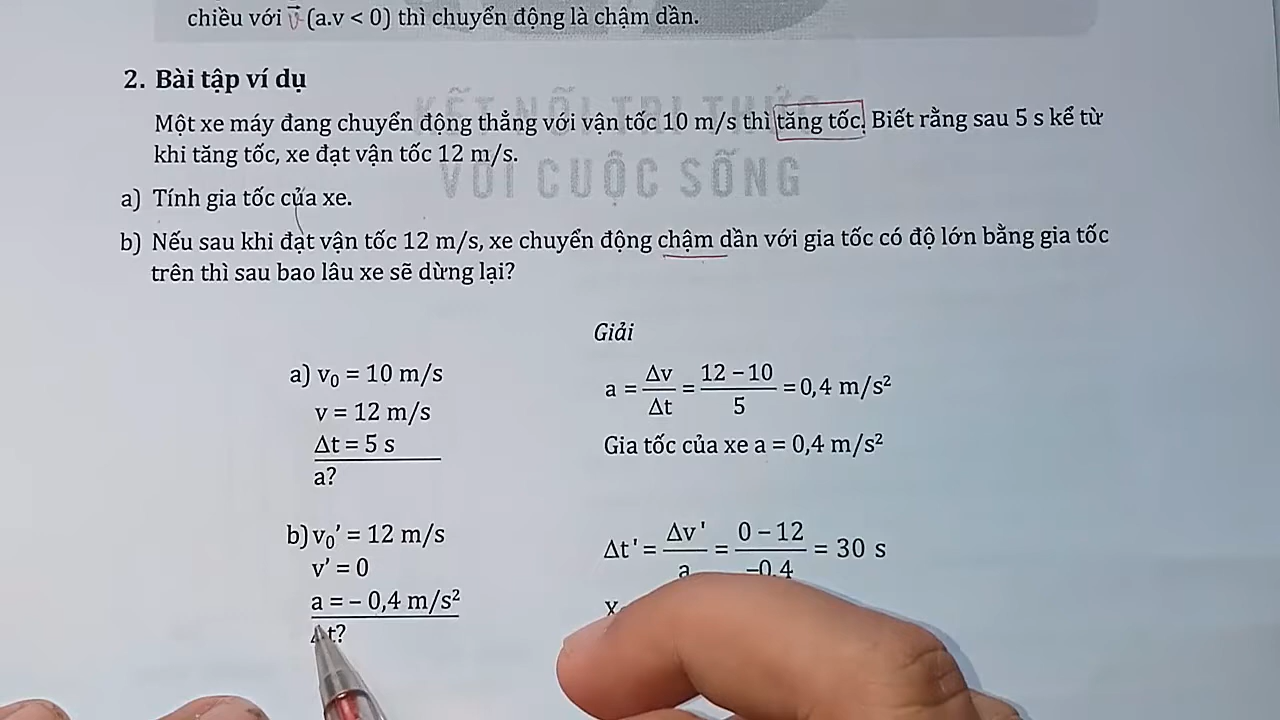 chiều với v⃗ (a.v < 0) thì chuyển động là chậm dần.
2. Bài tập ví dụ
KẾT NỐI TRI THỨC
VỚI CUỘC SỐNG
Một xe máy đang chuyển động thẳng với vận tốc 10 m/s thì tăng tốc. Biết rằng sau 5 s kể từ
khi tăng tốc, xe đạt vận tốc 12 m/s.
a) Tính gia tốc của xe.
b) Nếu sau khi đạt vận tốc 12 m/s, xe chuyển động chậm dần với gia tốc có độ lớn bằng gia tốc
trên thì sau bao lâu xe sẽ dừng lại?
Giải
a) v₀ = 10 m/s
v = 12 m/s
Δt = 5 s
a?
a = Δv/Δt = (12 – 10)/5 = 0,4 m/s²
Gia tốc của xe a = 0,4 m/s²
b) v₀' = 12 m/s
v' = 0
a = – 0,4 m/s²
Δt?
Δt' = Δv'/a = (0 – 12)/–0,4 = 30 s